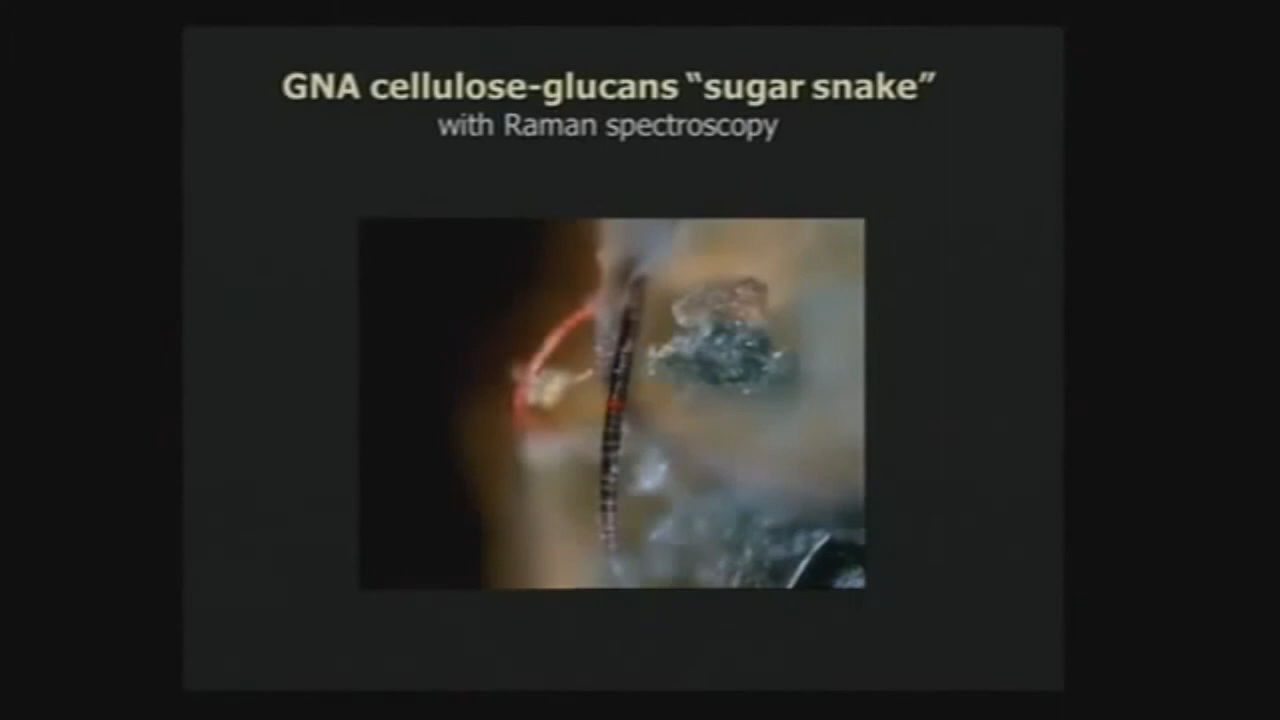 GNA cellulose-glucans “sugar snake”
with Raman spectroscopy